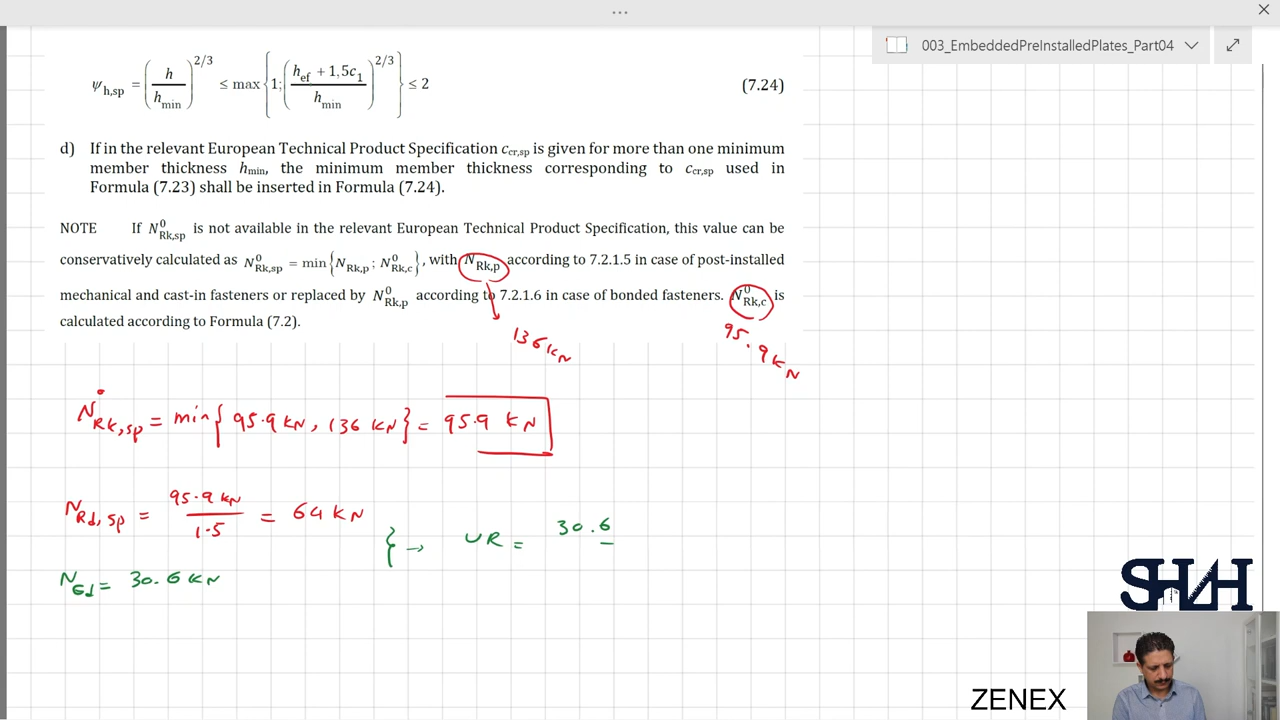 003_EmbeddedPreInstalledPlates_Part04
ψh,sp = (h / hmin)^2/3 ≤ max {1; ((hef + 1,5c1) / hmin)^2/3} ≤ 2 (7.24)
d) If in the relevant European Technical Product Specification ccr,sp is given for more than one minimum
member thickness hmin, the minimum member thickness corresponding to ccr,sp used in
Formula (7.23) shall be inserted in Formula (7.24).
NOTE If N0Rk,sp is not available in the relevant European Technical Product Specification, this value can be
conservatively calculated as N0Rk,sp = min{NRk,p ; N0Rk,c}, with NRk,p according to 7.2.1.5 in case of post-installed
mechanical and cast-in fasteners or replaced by N0Rk,p according to 7.2.1.6 in case of bonded fasteners. N0Rk,c is
calculated according to Formula (7.2).
136 kN
95.9 kN
N°Rk,sp = min{95.9 kN, 136 kN} = 95.9 kN
NRd,sp = 95.9 kN / 1.5 = 64 kN
NEd = 30.6 kN
} → UR = 30.6
SHZH
ZENEX